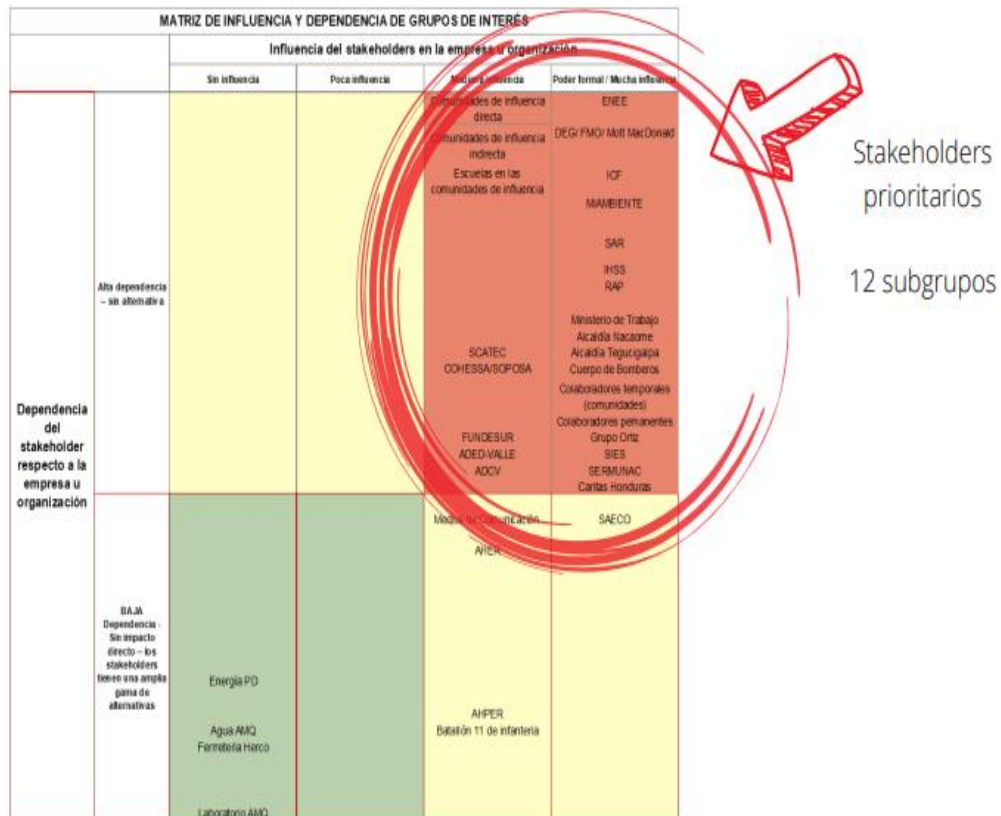 MATRIZ DE INFLUENCIA Y DEPENDENCIA DE GRUPOS DE INTERÉS
Influencia del stakeholders en la empresa u organización
Sin influencia
Poca influencia
influencia
Poder formal / Mucha influencia
Dependencia
del
stakeholder
respecto a la
empresa u
organización
Alta dependencia
– sin alternativa
Comunidades de influencia
directa
Comunidades de influencia
indirecta
Escuelas en las
comunidades de influencia
SCATEC
COHESSA/SOPOSA
FUNDESUR
ADED-VALLE
AOCV
ENEE
DEG/ FMO/ Mott MacDonald
ICF
MIAMBIENTE
SAR
IHSS
RAP
Ministerio de Trabajo
Alcaldía Nacaome
Alcaldía Tegucigalpa
Cuerpo de Bomberos
Colaboradores temporales
(comunidades)
Colaboradores permanentes
Grupo Ortiz
SIES
SERMUNAC
Caritas Honduras
BAJA
Dependencia -
Sin impacto
directo – los
stakeholders
tienen una amplia
gama de
alternativas
Energía PD
Agua AMQ
Ferretería Herco
Laboratorio AMQ
Medios de comunicación
AHER
AHPER
Batallón 11 de infantería
SAECO
Stakeholders
prioritarios
12 subgrupos